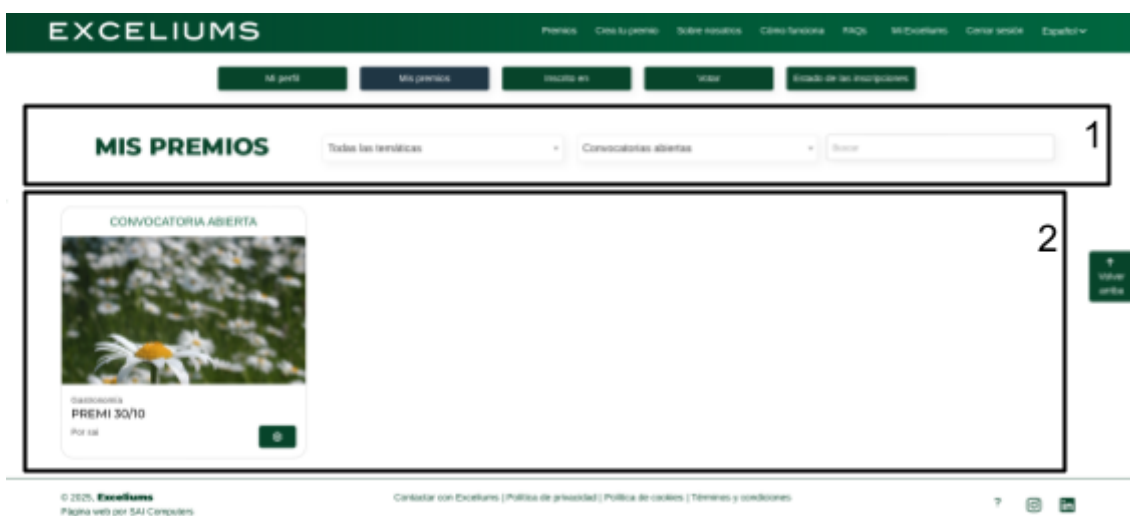 EXCELIUMS
Premios Crea tu premio Sobre nosotros Cómo funciona FAQs Mi Exceliums Cerrar sesión Español
Mi perfil Mis premios Inscrito en Votar Estado de las inscripciones
1
MIS PREMIOS Todas las temáticas Convocatorias abiertas Buscar
2
CONVOCATORIA ABIERTA
↑
Volver
arriba
Gastronomía
PREMI 30/10
Por sai
© 2025, Exceliums Contactar con Exceliums | Política de privacidad | Política de cookies | Términos y condiciones ?
Página web por SAI Computers